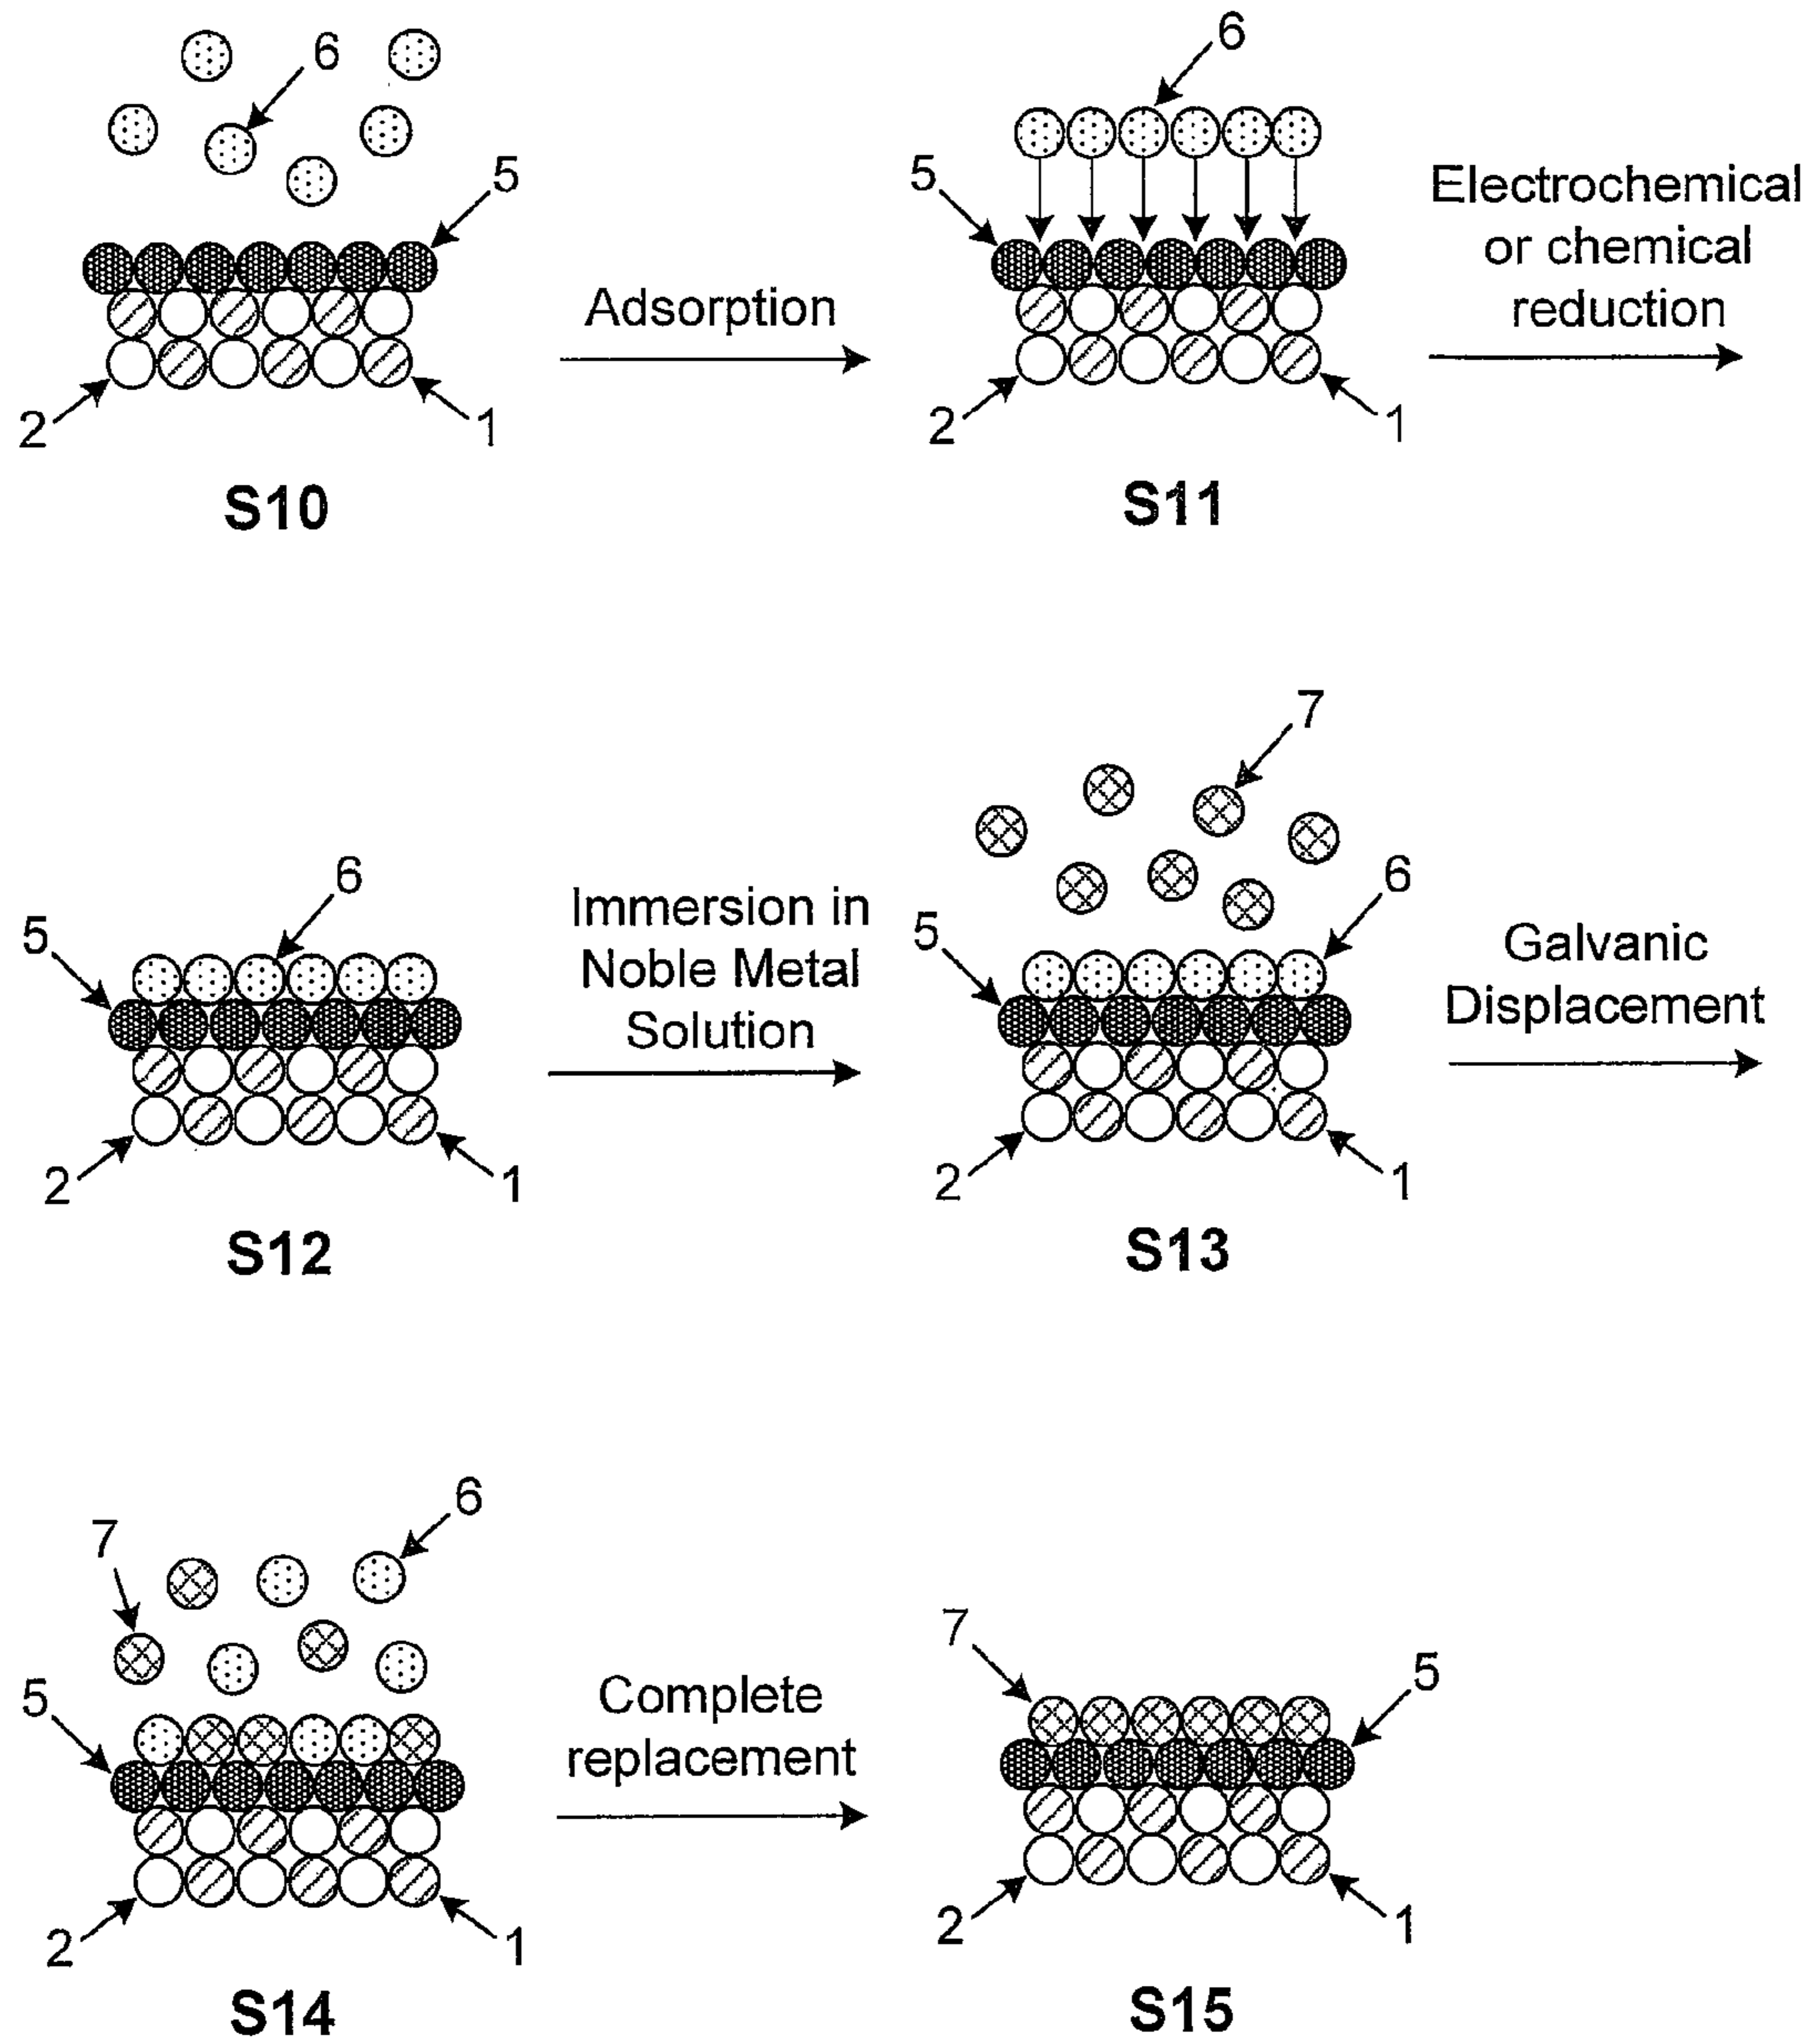 6
5
Adsorption
2
1
S10
6
5
2
1
S11
Electrochemical
or chemical
reduction
6
5
2
1
S12
Immersion in
Noble Metal
Solution
7
6
5
2
1
S13
Galvanic
Displacement
6
7
5
2
1
S14
Complete
replacement
7
5
2
1
S15